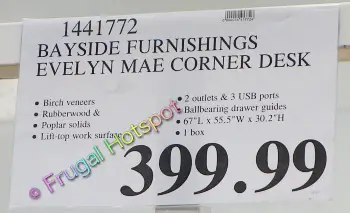 1441772
BAYSIDE FURNISHINGS
EVELYN MAE CORNER DESK
• Birch veneers
• Rubberwood &
• Poplar solids
• Lift-top work surface
• 2 outlets & 3 USB ports
• Ballbearing drawer guides
• 67"L x 55.5"W x 30.2"H
• 1 box
399.99
© Frugal Hotspot